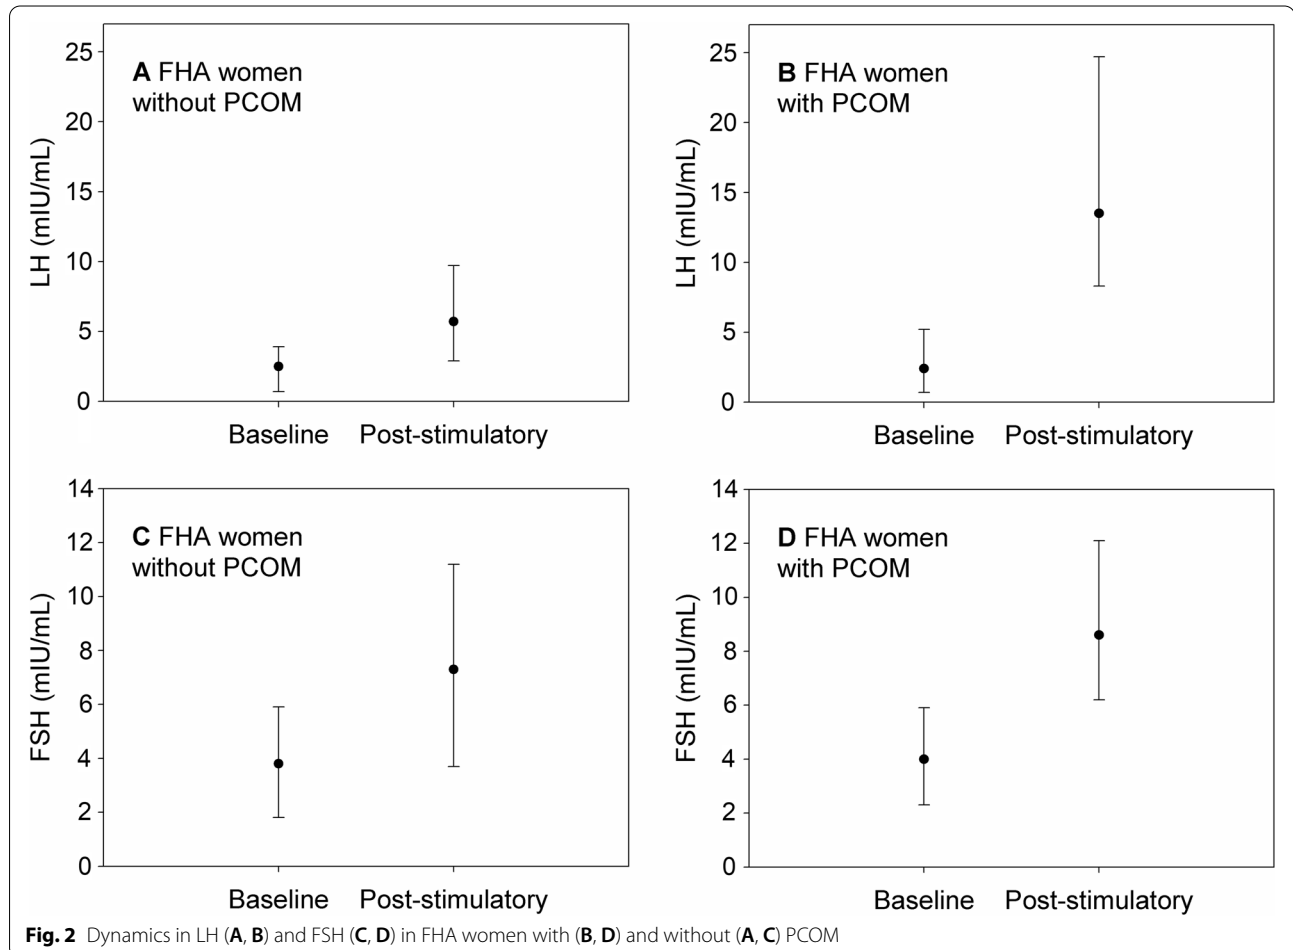 A FHA women
without PCOM
LH (mIU/mL)
25
20
15
10
5
0
Baseline
Post-stimulatory
B FHA women
with PCOM
LH (mIU/mL)
25
20
15
10
5
0
Baseline
Post-stimulatory
C FHA women
without PCOM
FSH (mIU/mL)
14
12
10
8
6
4
2
0
Baseline
Post-stimulatory
D FHA women
with PCOM
FSH (mIU/mL)
14
12
10
8
6
4
2
0
Baseline
Post-stimulatory
Fig. 2 Dynamics in LH (A, B) and FSH (C, D) in FHA women with (B, D) and without (A, C) PCOM